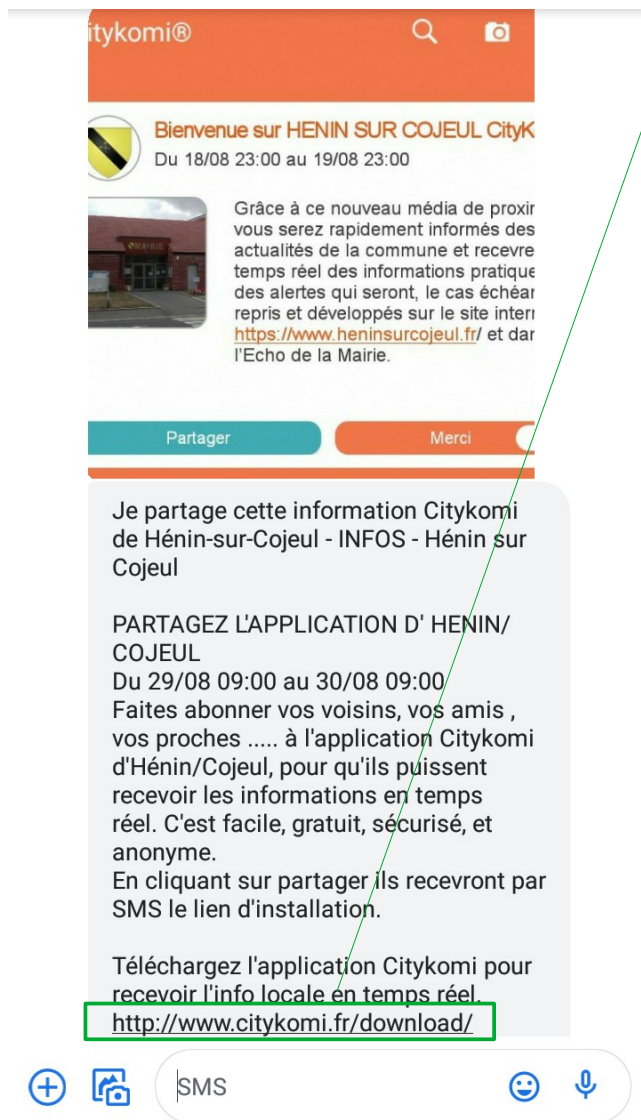 itykomi®
Bienvenue sur HENIN SUR COJEUL CityK
Du 18/08 23:00 au 19/08 23:00
Grâce à ce nouveau média de proxir
vous serez rapidement informés des
actualités de la commune et recevre
temps réel des informations pratique
des alertes qui seront, le cas échéar
repris et développés sur le site interr
https://www.heninsurcojeul.fr/ et dar
l'Echo de la Mairie.
MAIRIE
Partager
Merci
Je partage cette information Citykomi
de Hénin-sur-Cojeul - INFOS - Hénin sur
Cojeul
PARTAGEZ L'APPLICATION D' HENIN/
COJEUL
Du 29/08 09:00 au 30/08 09:00
Faites abonner vos voisins, vos amis ,
vos proches ..... à l'application Citykomi
d'Hénin/Cojeul, pour qu'ils puissent
recevoir les informations en temps
réel. C'est facile, gratuit, sécurisé, et
anonyme.
En cliquant sur partager ils recevront par
SMS le lien d'installation.
Téléchargez l'application Citykomi pour
recevoir l'info locale en temps réel.
http://www.citykomi.fr/download/
SMS